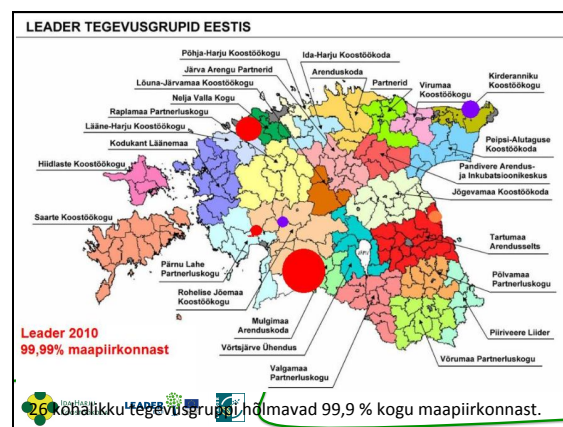 LEADER TEGEVUSGRUPID EESTIS
Põhja-Harju Koostöökogu
Ida-Harju Koostöökoda
Järva Arengu Partnerid
Arenduskoda
Kirderanniku
Koostöökogu
Lõuna-Järvamaa Koostöökogu
Partnerid
Virumaa
Koostöökogu
Nelja Valla Kogu
Raplamaa Partnerluskogu
Lääne-Harju Koostöökogu
Kodukant Läänemaa
Peipsi-Alutaguse
Koostöökoda
Hiidlaste Koostöökogu
Pandivere Arendus-
ja Inkubatsioonikeskus
Jõgevamaa Koostöökoda
Saarte Koostöökogu
Tartumaa
Arendusselts
Pärnu Lahe
Partnerluskogu
Põlvamaa
Partnerluskogu
Rohelise Jõemaa
Koostöökogu
Mulgimaa
Arenduskoda
Piiriveere Liider
Leader 2010
99,99% maapiirkonnast
Võrtsjärve Ühendus
Võrumaa Partnerluskogu
Valgamaa
Partnerluskogu
IDA-HARJU
LEADER
26 kohalikku tegevusgruppi hõlmavad 99,9 % kogu maapiirkonnast.